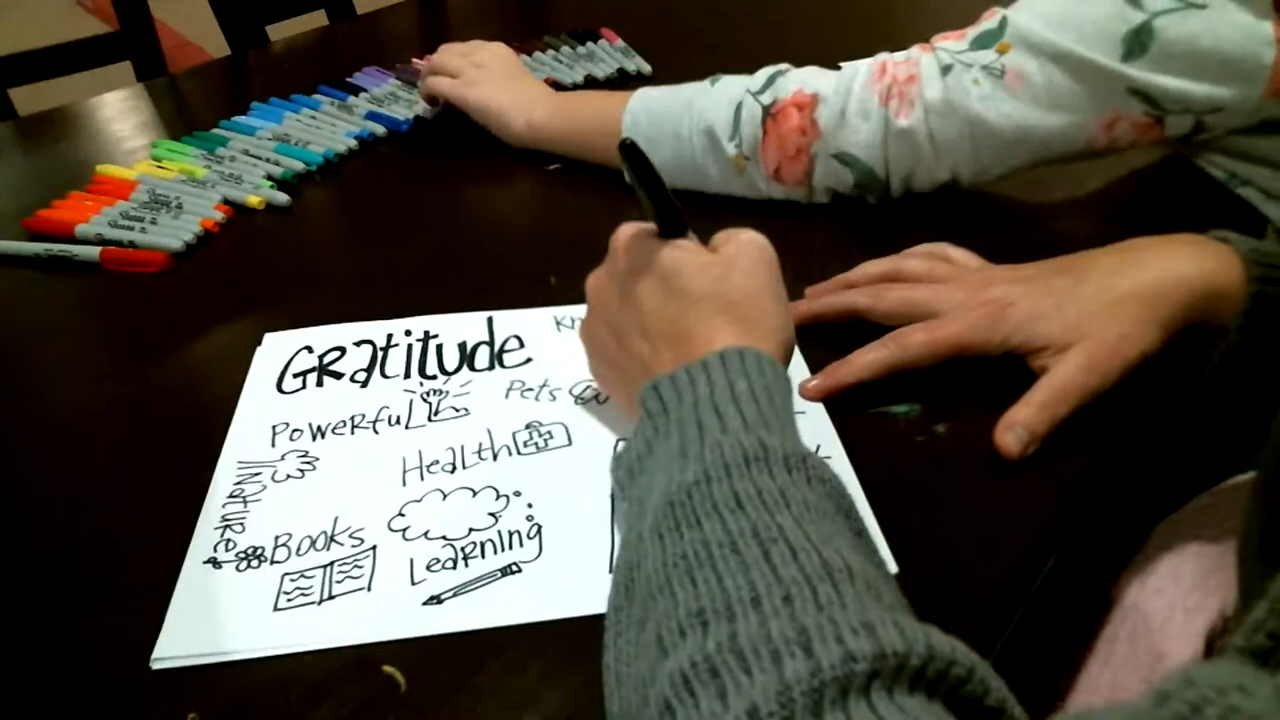 Gratitude
Powerful
Pets
Health
Nature
Books
Learning